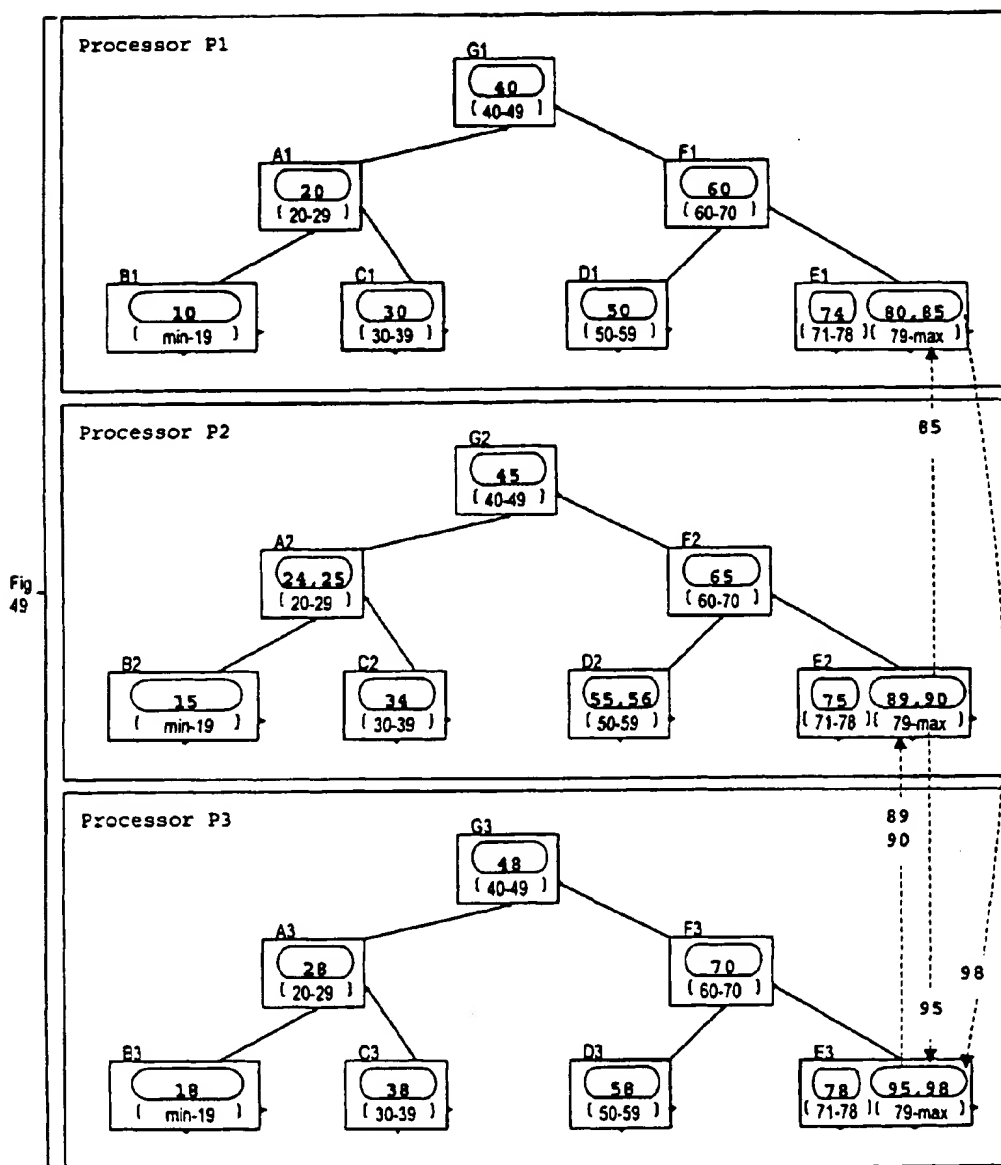 Processor P1
G1
40
( 40-49 )
A1
20
( 20-29 )
F1
60
( 60-70 )
B1
10
( min-19 )
C1
30
( 30-39 )
D1
50
( 50-59 )
E1
74 80,85
( 71-78 )( 79-max )
85
Processor P2
G2
45
( 40-49 )
A2
24,25
( 20-29 )
F2
65
( 60-70 )
Fig
49
B2
15
( min-19 )
C2
34
( 30-39 )
D2
55,56
( 50-59 )
E2
75 89,90
( 71-78 )( 79-max )
Processor P3
89
90
G3
48
( 40-49 )
A3
28
( 20-29 )
F3
70
( 60-70 )
98
95
B3
18
( min-19 )
C3
38
( 30-39 )
D3
58
( 50-59 )
E3
78 95,98
( 71-78 )( 79-max )